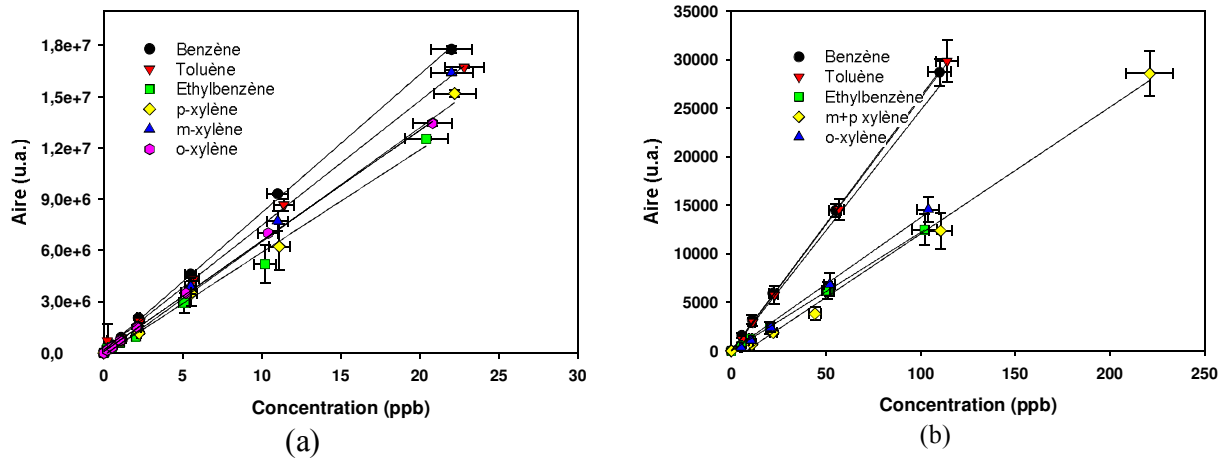 1,8e+7
1,5e+7
1,2e+7
9,0e+6
6,0e+6
3,0e+6
0,0
Aire (u.a.)
Benzène
Toluène
Ethylbenzène
p-xylène
m-xylène
o-xylène
0 5 10 15 20 25 30
Concentration (ppb)
(a)
35000
30000
25000
20000
15000
10000
5000
0
Aire (u.a.)
Benzène
Toluène
Ethylbenzène
m+p xylène
o-xylène
0 50 100 150 200 250
Concentration (ppb)
(b)